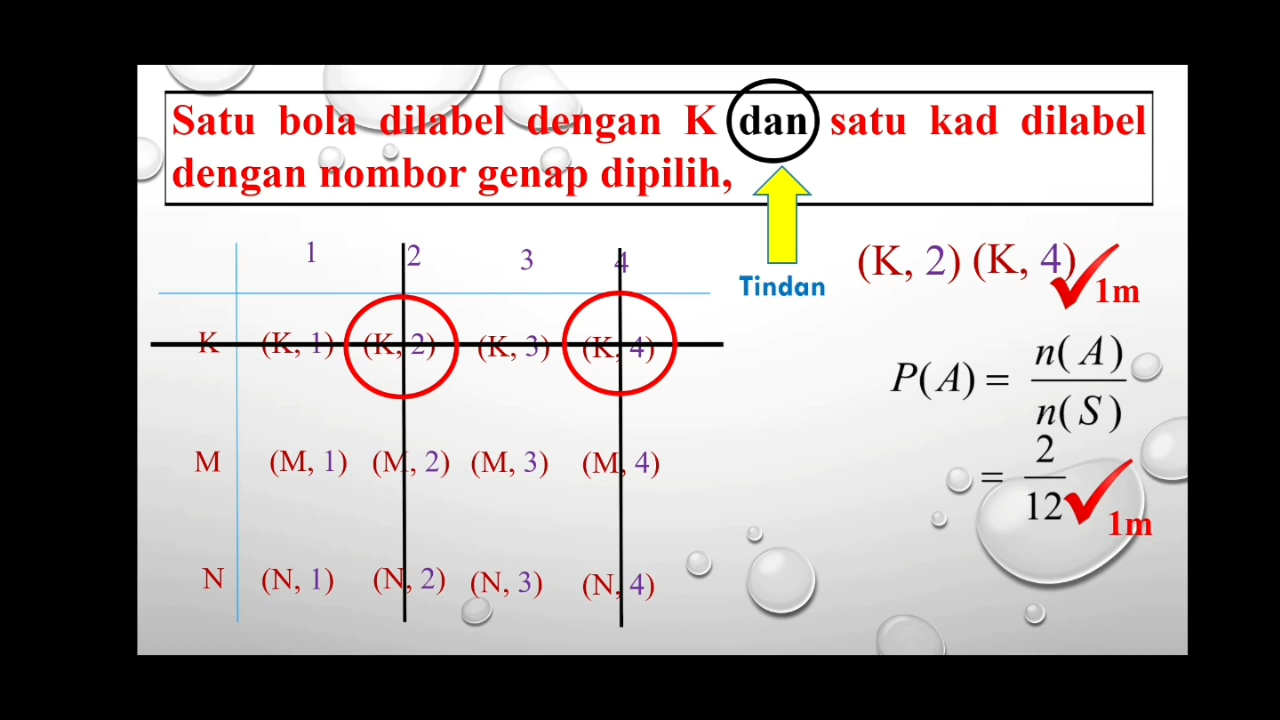 Satu bola dilabel dengan K dan satu kad dilabel
dengan nombor genap dipilih,
Tindan
1 2 3 4
K (K, 1) (K, 2) (K, 3) (K, 4)
M (M, 1) (M, 2) (M, 3) (M, 4)
N (N, 1) (N, 2) (N, 3) (N, 4)
(K, 2) (K, 4)
1m
P(A) = n(A) / n(S)
= 2 / 12
1m